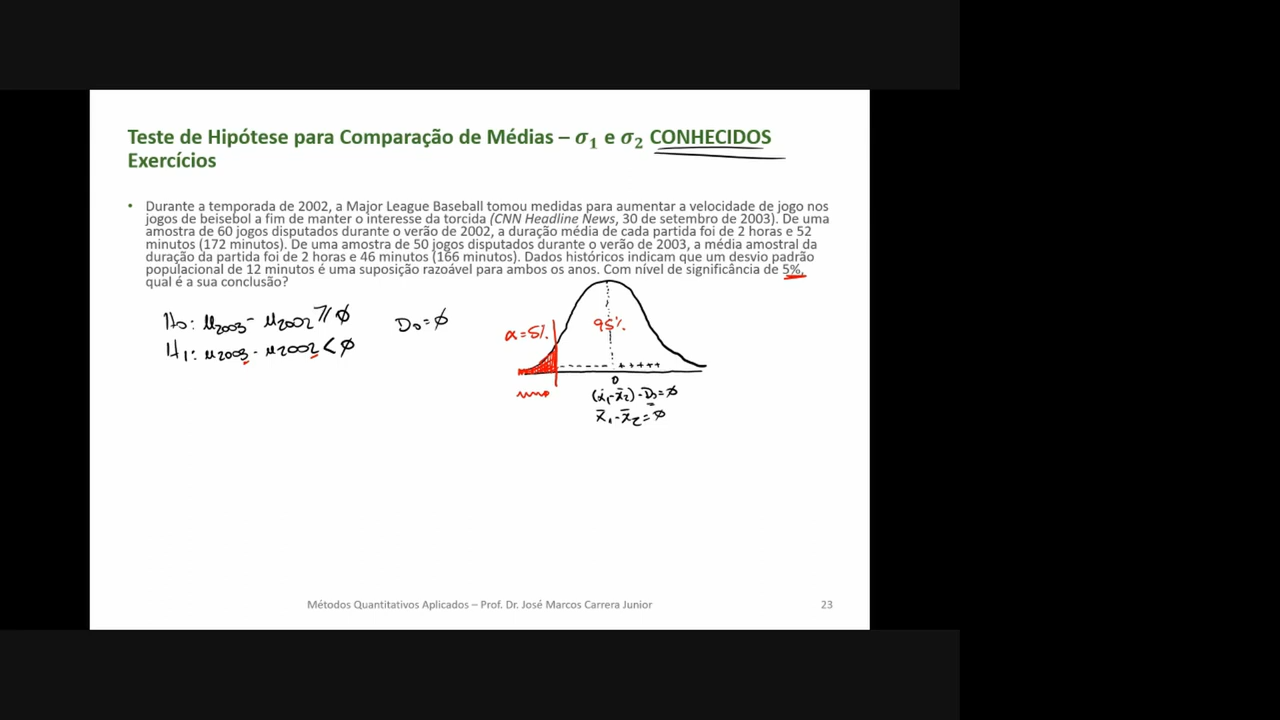 Teste de Hipótese para Comparação de Médias – σ₁ e σ₂ CONHECIDOS
Exercícios
• Durante a temporada de 2002, a Major League Baseball tomou medidas para aumentar a velocidade de jogo nos
jogos de beisebol a fim de manter o interesse da torcida (CNN Headline News, 30 de setembro de 2003). De uma
amostra de 60 jogos disputados durante o verão de 2002, a duração média de cada partida foi de 2 horas e 52
minutos (172 minutos). De uma amostra de 50 jogos disputados durante o verão de 2003, a média amostral da
duração da partida foi de 2 horas e 46 minutos (166 minutos). Dados históricos indicam que um desvio padrão
populacional de 12 minutos é uma suposição razoável para ambos os anos. Com nível de significância de 5%,
qual é a sua conclusão?
H₀: μ₂₀₀₃ - μ₂₀₀₂ ≥ ∅
D₀ = ∅
H₁: μ₂₀₀₃ - μ₂₀₀₂ < ∅
α = 5%
95%
+ + + + +
0
(x̄₁-x̄₂)-D₀=∅
x̄₁-x̄₂=∅
Métodos Quantitativos Aplicados – Prof. Dr. José Marcos Carrera Junior
23